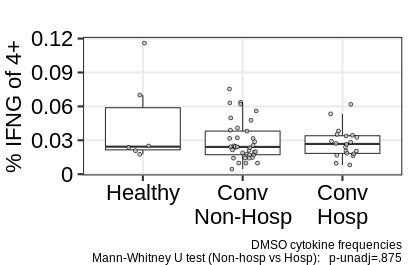 % IFNG of 4+
0.12
0.09
0.06
0.03
0
Healthy
Conv
Non-Hosp
Conv
Hosp
DMSO cytokine frequencies
Mann-Whitney U test (Non-hosp vs Hosp): p-unadj=.875